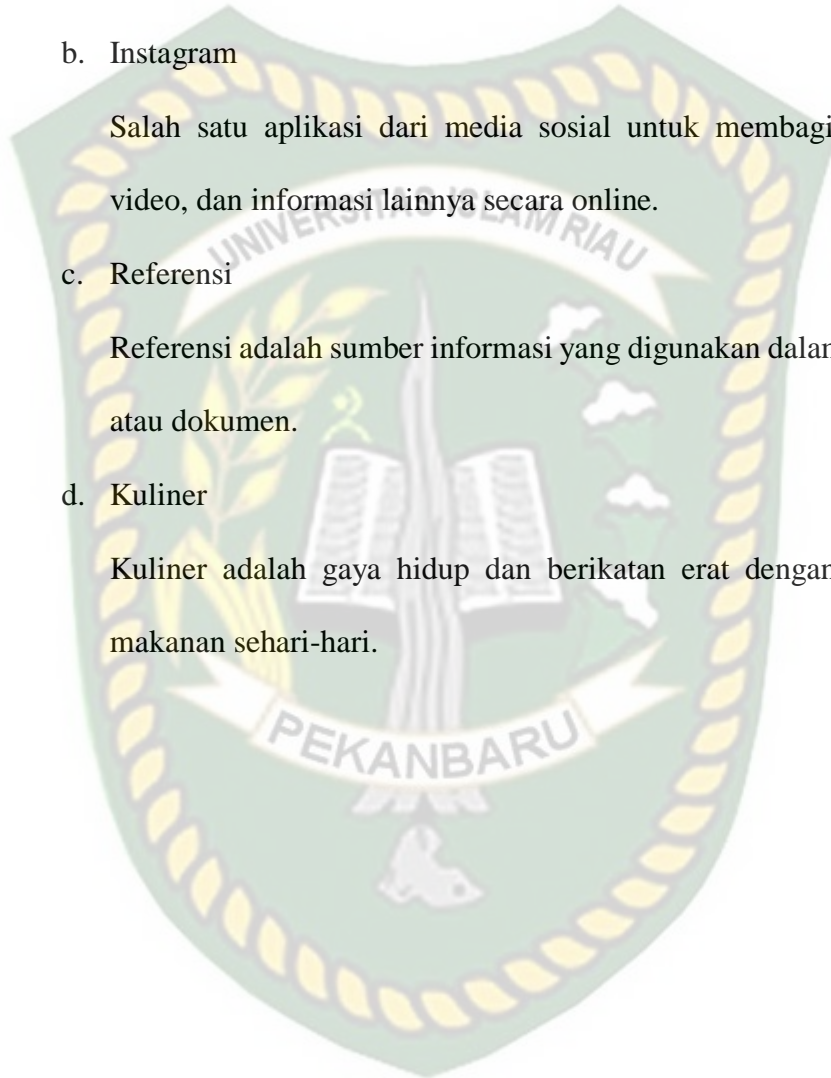 b. Instagram
Salah satu aplikasi dari media sosial untuk membagi
video, dan informasi lainnya secara online.
UNIVERSITAS ISLAM RIAU
c. Referensi
Referensi adalah sumber informasi yang digunakan dalam
atau dokumen.
d. Kuliner
Kuliner adalah gaya hidup dan berikatan erat dengan
makanan sehari-hari.
PEKANBARU